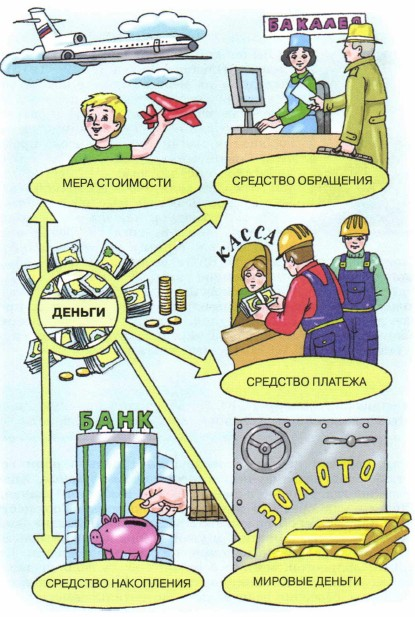 БАКАЛЕЯ
МЕРА СТОИМОСТИ
СРЕДСТВО ОБРАЩЕНИЯ
КАССА
ДЕНЬГИ
СРЕДСТВО ПЛАТЕЖА
БАНК
ЗОЛОТО
СРЕДСТВО НАКОПЛЕНИЯ
МИРОВЫЕ ДЕНЬГИ